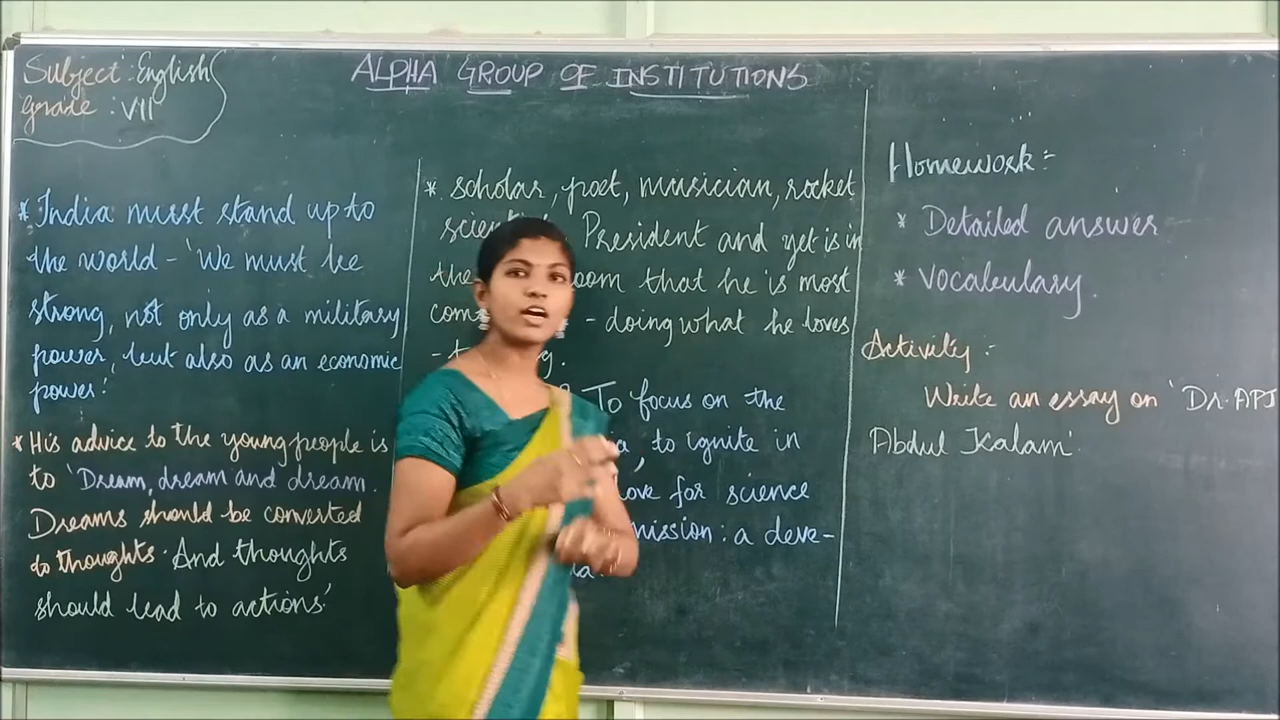 Subject : English
Grade : VII
ALPHA GROUP OF INSTITUTIONS
* India must stand up to
the world - 'We must be
strong, not only as a military
power, but also as an economic
power!
* His advice to the young people is
to 'Dream, dream and dream.
Dreams should be converted
to thoughts. And thoughts
should lead to actions'
* scholar, poet, musician, rocket
President and yet is in
the that he is most
- doing what he loves
To focus on the
to ignite in
love for science
mission : a deve-
Homework :-
* Detailed answer
* Vocabulary.
Activity :-
Write an essay on 'Dr. APJ
Abdul Kalam'.